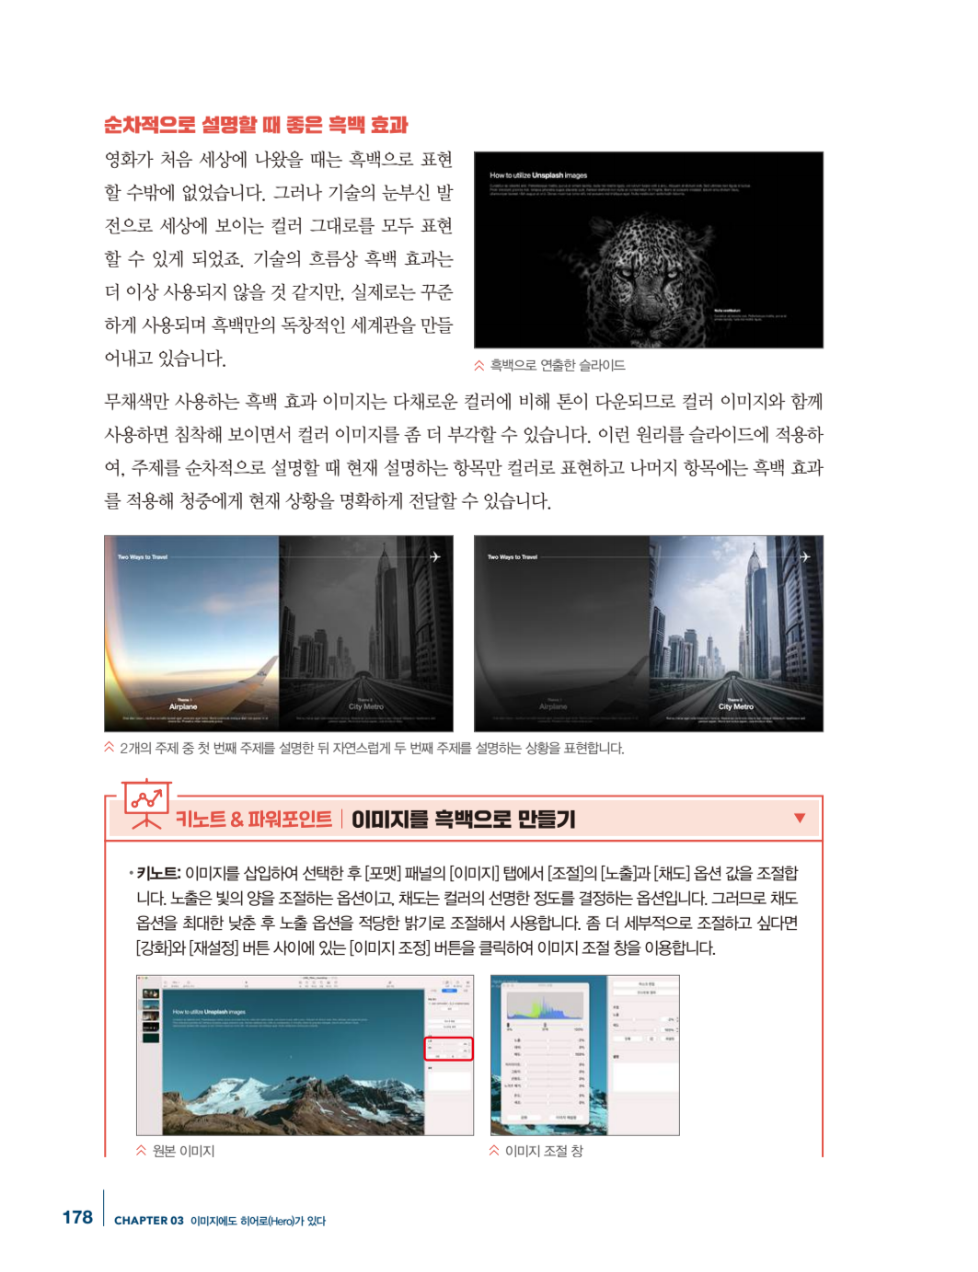 순차적으로 설명할 때 좋은 흑백 효과
영화가 처음 세상에 나왔을 때는 흑백으로 표현
할 수밖에 없었습니다. 그러나 기술의 눈부신 발
전으로 세상에 보이는 컬러 그대로를 모두 표현
할 수 있게 되었죠. 기술의 흐름상 흑백 효과는
더 이상 사용되지 않을 것 같지만, 실제로는 꾸준
하게 사용되며 흑백만의 독창적인 세계관을 만들
어내고 있습니다.
How to utilize Unsplash images
흑백으로 연출한 슬라이드
무채색만 사용하는 흑백 효과 이미지는 다채로운 컬러에 비해 톤이 다운되므로 컬러 이미지와 함께
사용하면 침착해 보이면서 컬러 이미지를 좀 더 부각할 수 있습니다. 이런 원리를 슬라이드에 적용하
여, 주제를 순차적으로 설명할 때 현재 설명하는 항목만 컬러로 표현하고 나머지 항목에는 흑백 효과
를 적용해 청중에게 현재 상황을 명확하게 전달할 수 있습니다.
Two Ways to Travel
Theme 1
Airplane
Theme 2
City Metro
Two Ways to Travel
Theme 1
Airplane
Theme 2
City Metro
2개의 주제 중 첫 번째 주제를 설명한 뒤 자연스럽게 두 번째 주제를 설명하는 상황을 표현합니다.
키노트 & 파워포인트 | 이미지를 흑백으로 만들기
• 키노트: 이미지를 삽입하여 선택한 후 [포맷] 패널의 [이미지] 탭에서 [조절]의 [노출]과 [채도] 옵션 값을 조절합
니다. 노출은 빛의 양을 조절하는 옵션이고, 채도는 컬러의 선명한 정도를 결정하는 옵션입니다. 그러므로 채도
옵션을 최대한 낮춘 후 노출 옵션을 적당한 밝기로 조절해서 사용합니다. 좀 더 세부적으로 조절하고 싶다면
[강화]와 [재설정] 버튼 사이에 있는 [이미지 조정] 버튼을 클릭하여 이미지 조절 창을 이용합니다.
How to utilize Unsplash images
원본 이미지
이미지 조절 창
178 CHAPTER 03 이미지에도 히어로(Hero)가 있다